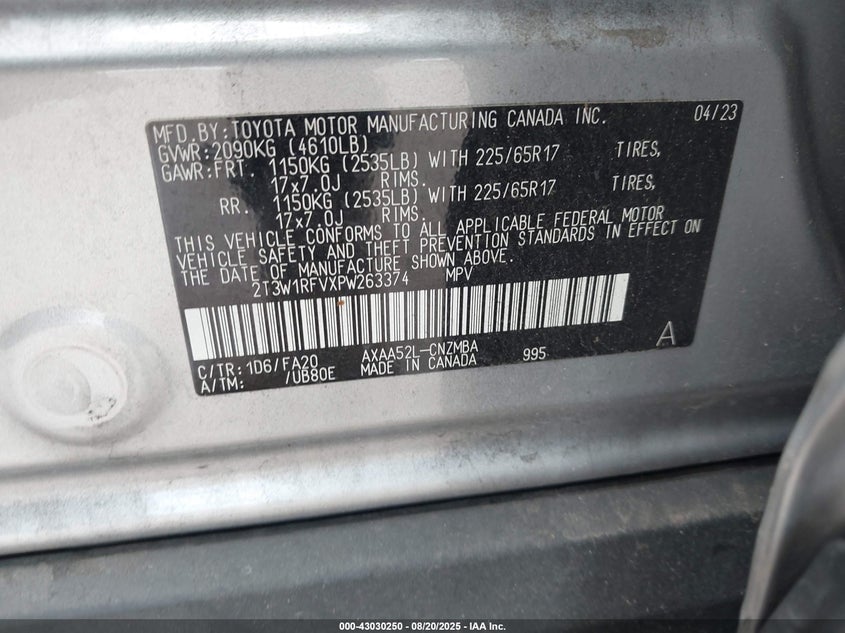 MFD.BY:TOYOTA MOTOR MANUFACTURING CANADA INC. 04/23
GVWR:2090KG (4610LB)
GAWR:FRT. 1150KG (2535LB) WITH 225/65R17 TIRES,
17x7.0J RIMS.
RR. 1150KG (2535LB) WITH 225/65R17 TIRES,
17x7.0J RIMS.
THIS VEHICLE CONFORMS TO ALL APPLICABLE FEDERAL MOTOR
VEHICLE SAFETY AND THEFT PREVENTION STANDARDS IN EFFECT ON
THE DATE OF MANUFACTURE SHOWN ABOVE.
2T3W1RFVXPW263374 MPV
C/TR:1D6/FA20 AXAA52L-CNZMBA 995 A
A/TM: /UB80E MADE IN CANADA
000-43030250 - 08/20/2025 - IAA Inc.